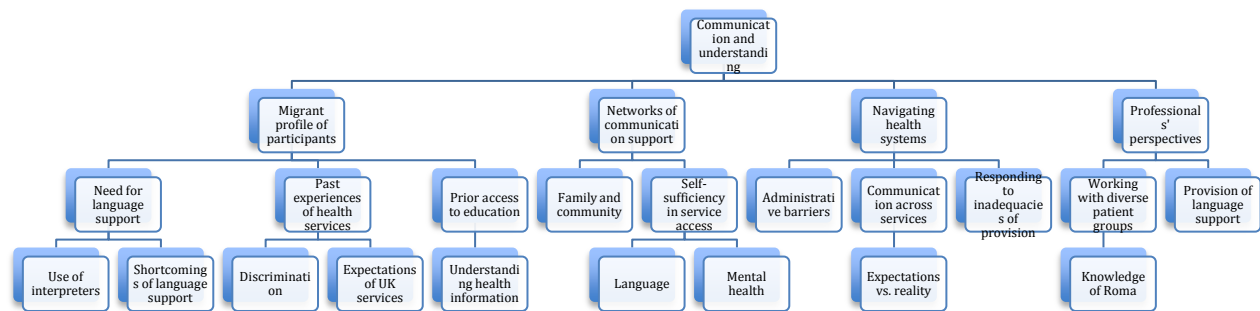 Communicat
ion and
understandi
ng
Migrant
profile of
participants
Networks of
communicati
on support
Navigating
health
systems
Professional
s'
perspectives
Need for
language
support
Past
experiences
of health
services
Prior access
to education
Family and
community
Self-
sufficiency
in service
access
Administrati
ve barriers
Communicat
ion across
services
Responding
to
inadequacie
s of
provision
Working
with diverse
patient
groups
Provision of
language
support
Use of
interpreters
Shortcoming
s of language
support
Discriminati
on
Expectations
of UK
services
Understandi
ng health
information
Language
Mental
health
Expectations
vs. reality
Knowledge
of Roma